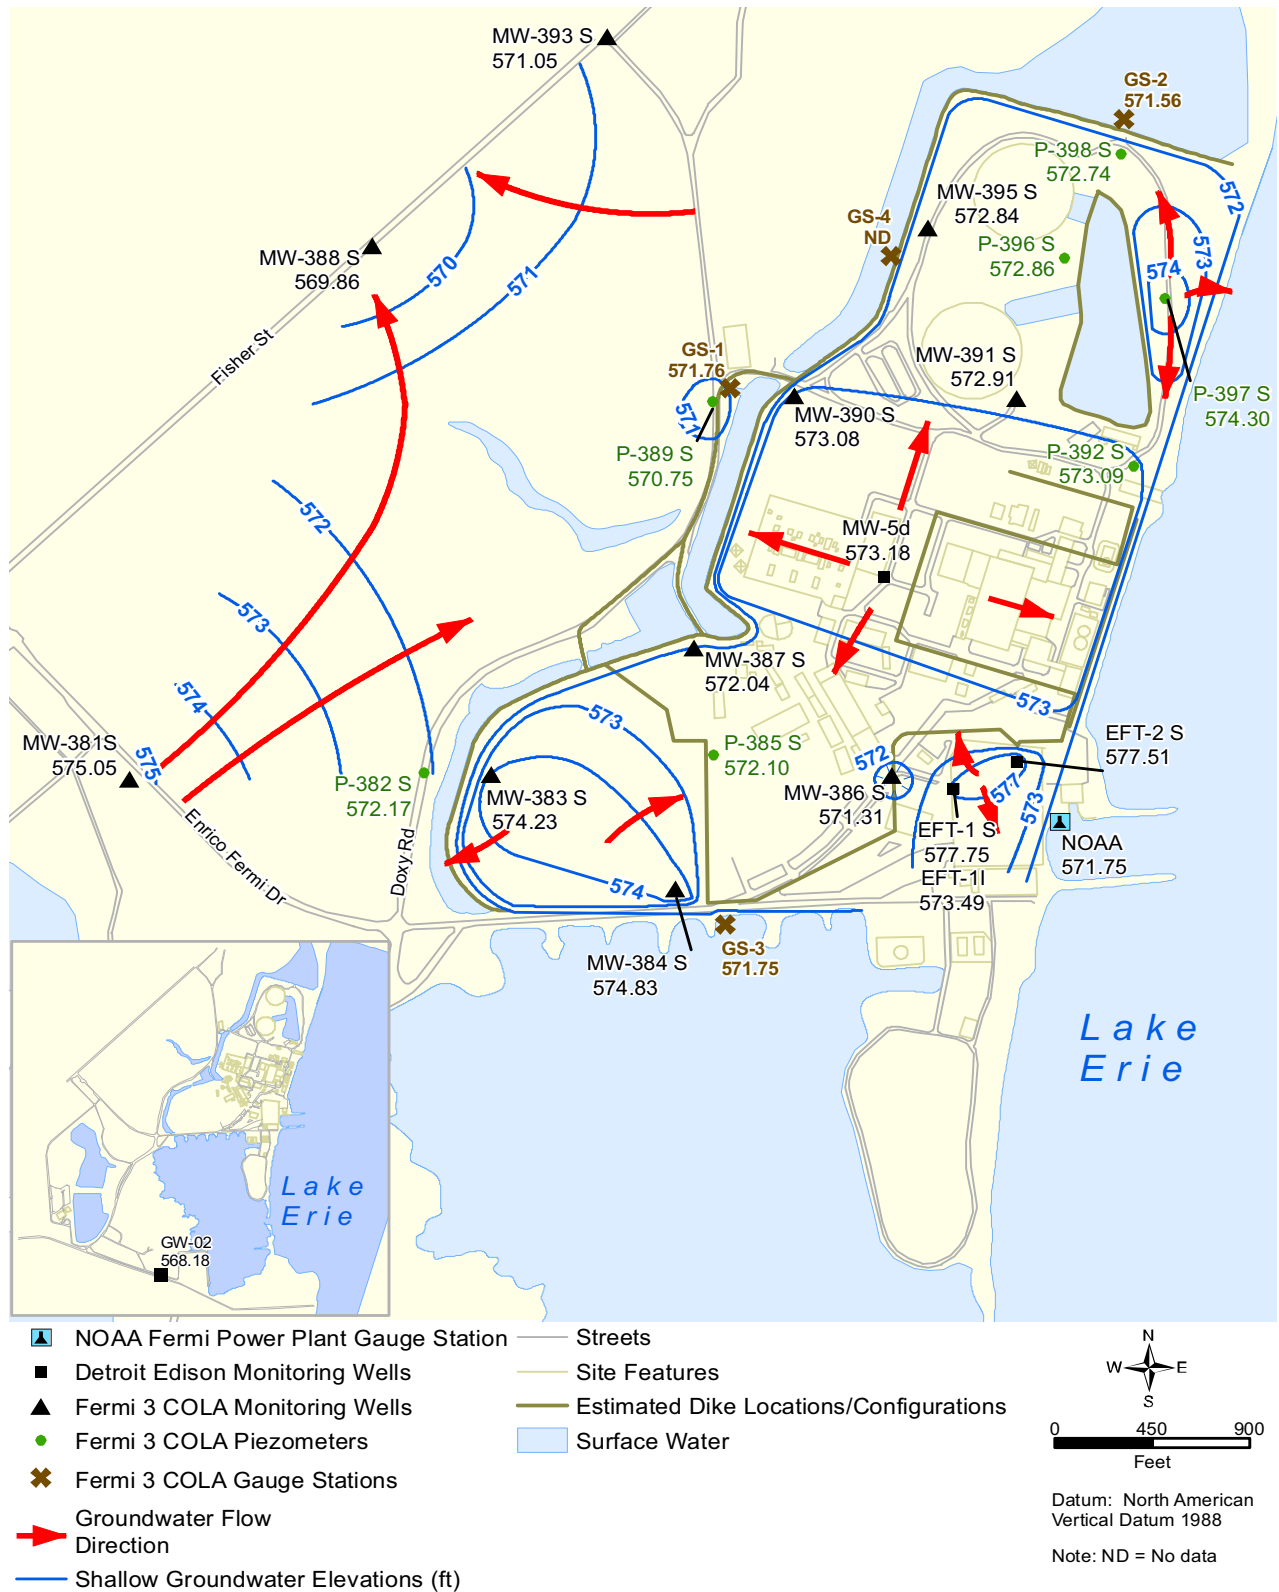 MW-393 S
571.05
GS-2
571.56
P-398 S
572.74
MW-395 S
572.84
GS-4
ND
P-396 S
572.86
572
573
574
MW-388 S
569.86
570
571
Fisher St
GS-1
571.76
571
MW-391 S
572.91
MW-390 S
573.08
P-397 S
574.30
P-389 S
570.75
P-392 S
573.09
572
MW-5d
573.18
573
574
MW-387 S
572.04
573
573
MW-381S
575.05
575
P-382 S
572.17
P-385 S
572.10
572
EFT-2 S
577.51
MW-383 S
574.23
MW-386 S
571.31
577
573
Enrico Fermi Dr
Doxy Rd
EFT-1 S
577.75
EFT-1I
573.49
NOAA
571.75
574
MW-384 S
574.83
GS-3
571.75
Lake
Erie
Lake
Erie
GW-02
568.18
NOAA Fermi Power Plant Gauge Station
Detroit Edison Monitoring Wells
Fermi 3 COLA Monitoring Wells
Fermi 3 COLA Piezometers
Fermi 3 COLA Gauge Stations
Groundwater Flow
Direction
Shallow Groundwater Elevations (ft)
Streets
Site Features
Estimated Dike Locations/Configurations
Surface Water
N
W E
S
0 450 900
Feet
Datum: North American
Vertical Datum 1988
Note: ND = No data